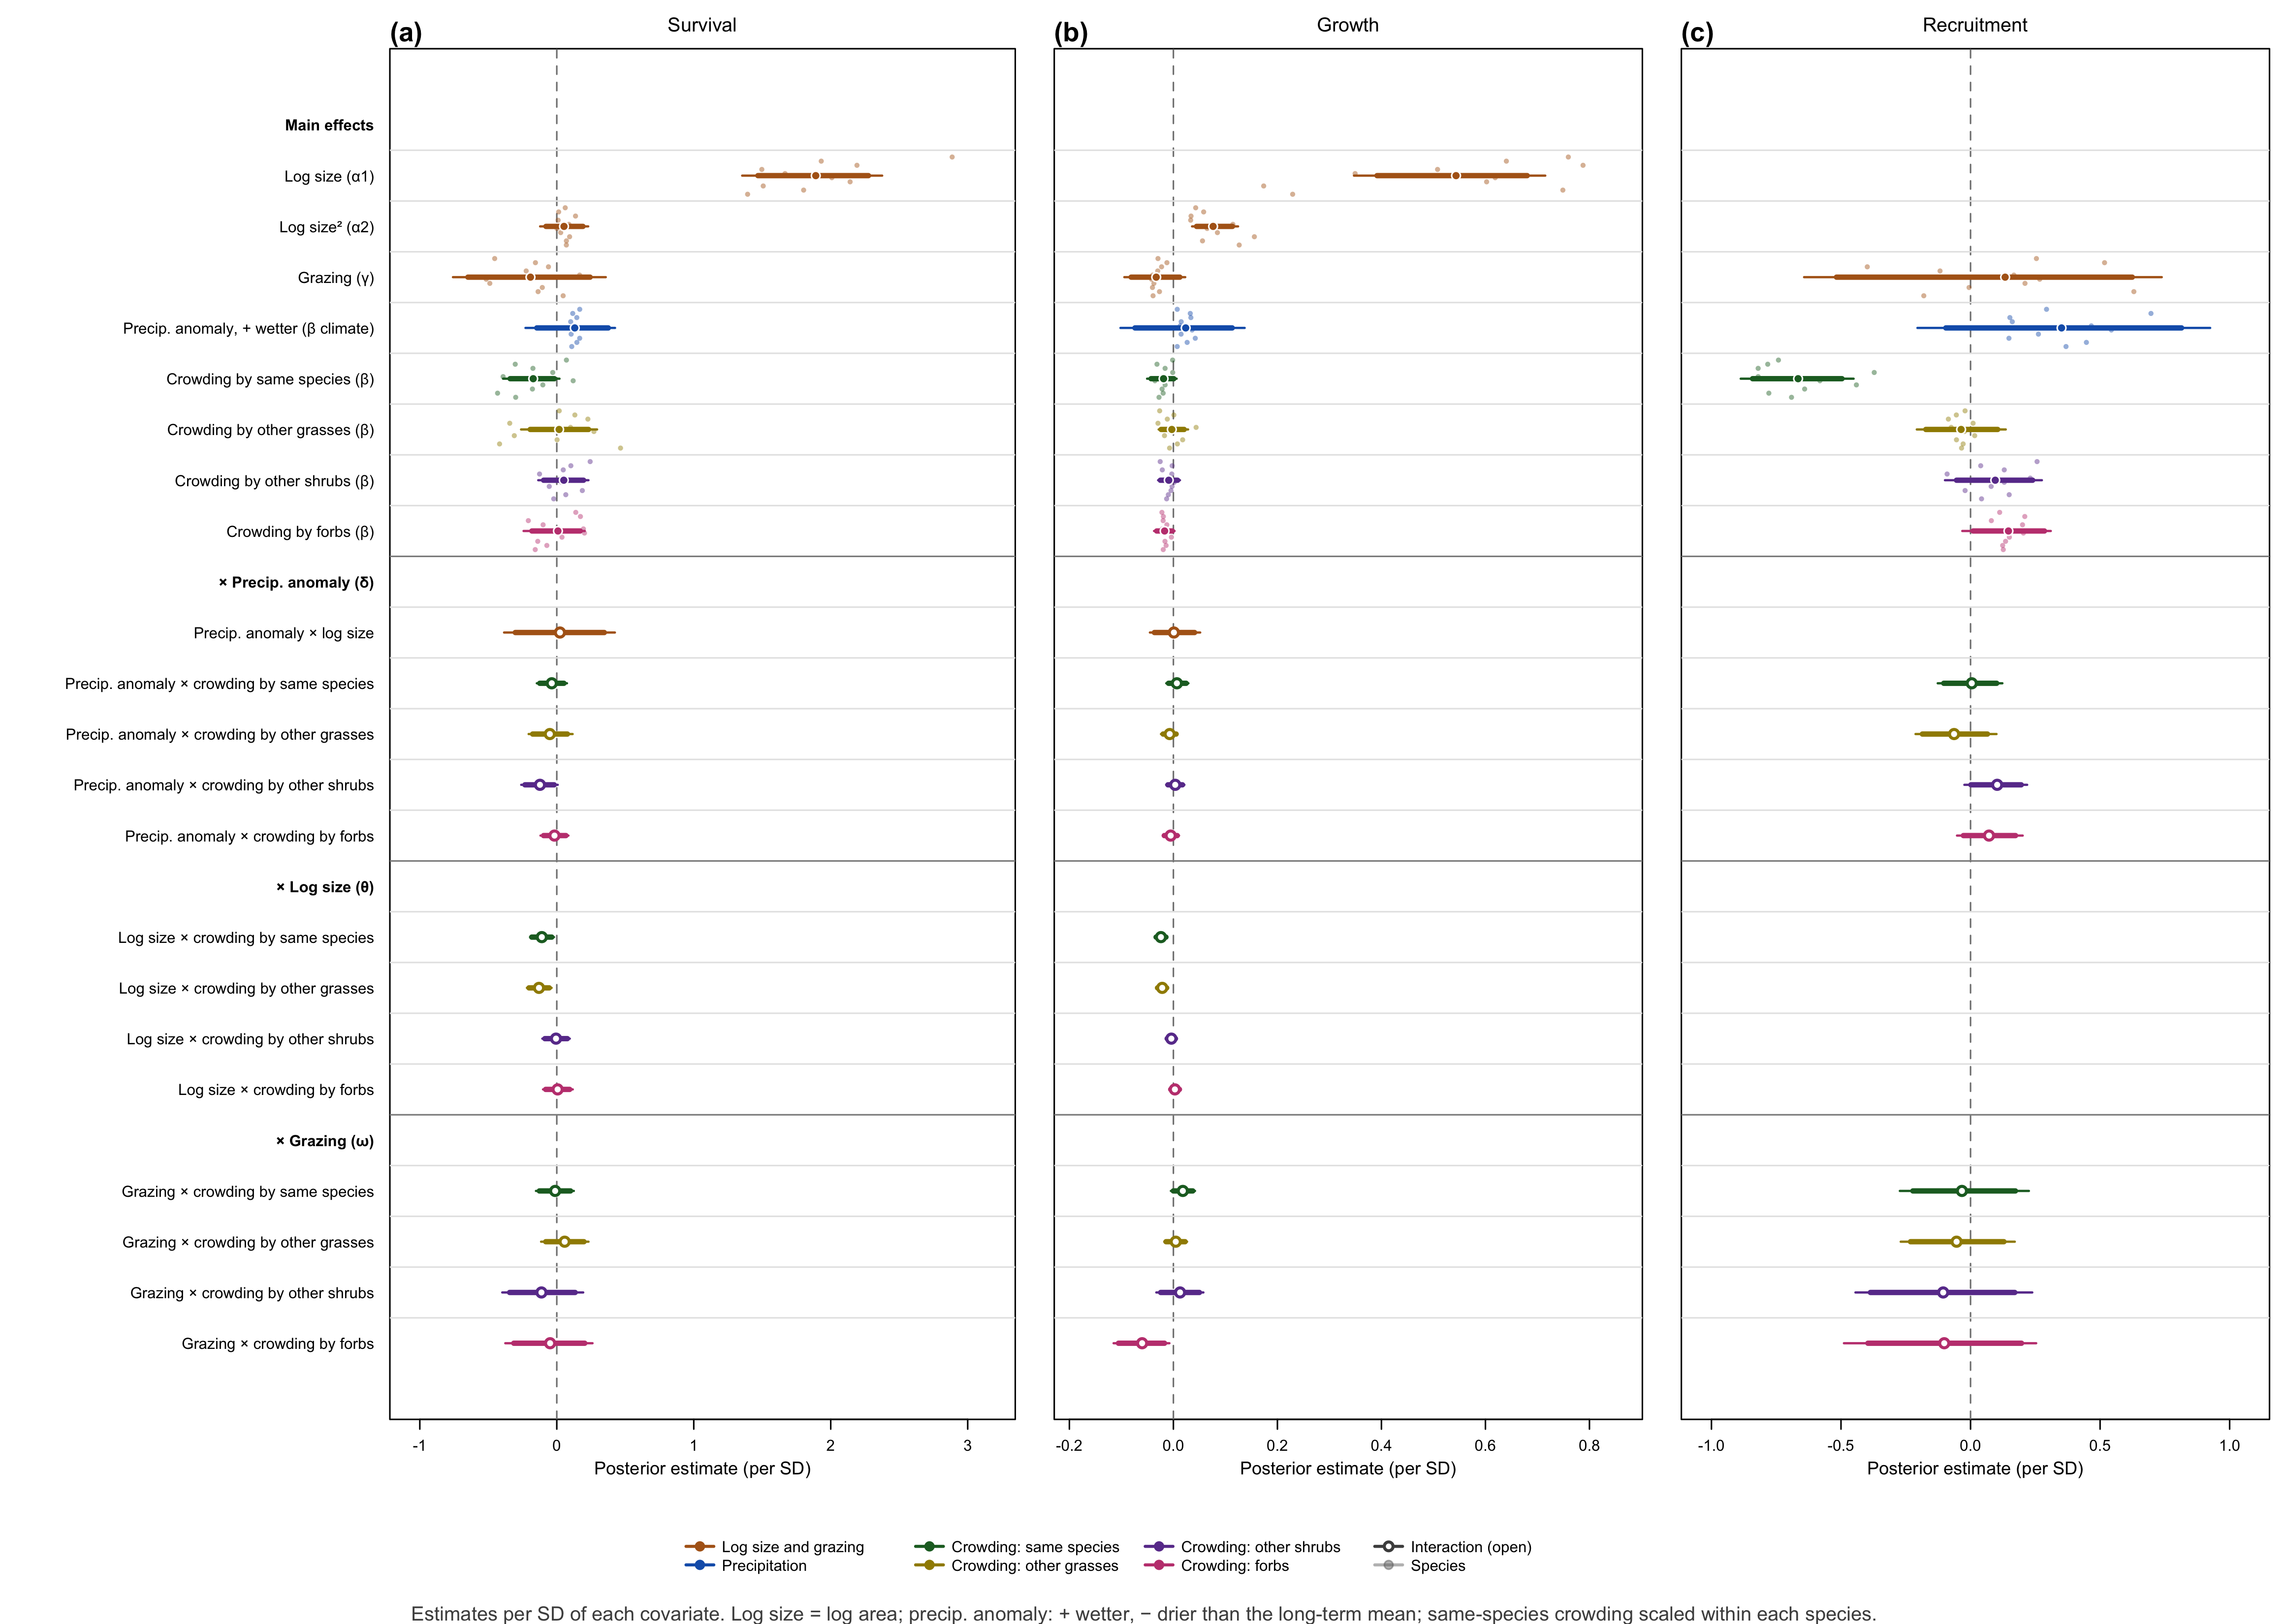 (a) Survival
(b) Growth
(c) Recruitment
Main effects
Log size (α1)
Log size² (α2)
Grazing (γ)
Precip. anomaly, + wetter (β climate)
Crowding by same species (β)
Crowding by other grasses (β)
Crowding by other shrubs (β)
Crowding by forbs (β)
× Precip. anomaly (δ)
Precip. anomaly × log size
Precip. anomaly × crowding by same species
Precip. anomaly × crowding by other grasses
Precip. anomaly × crowding by other shrubs
Precip. anomaly × crowding by forbs
× Log size (θ)
Log size × crowding by same species
Log size × crowding by other grasses
Log size × crowding by other shrubs
Log size × crowding by forbs
× Grazing (ω)
Grazing × crowding by same species
Grazing × crowding by other grasses
Grazing × crowding by other shrubs
Grazing × crowding by forbs
-1 0 1 2 3
Posterior estimate (per SD)
-0.2 0.0 0.2 0.4 0.6 0.8
Posterior estimate (per SD)
-1.0 -0.5 0.0 0.5 1.0
Posterior estimate (per SD)
Log size and grazing
Precipitation
Crowding: same species
Crowding: other grasses
Crowding: other shrubs
Crowding: forbs
Interaction (open)
Species
Estimates per SD of each covariate. Log size = log area; precip. anomaly: + wetter, − drier than the long-term mean; same-species crowding scaled within each species.